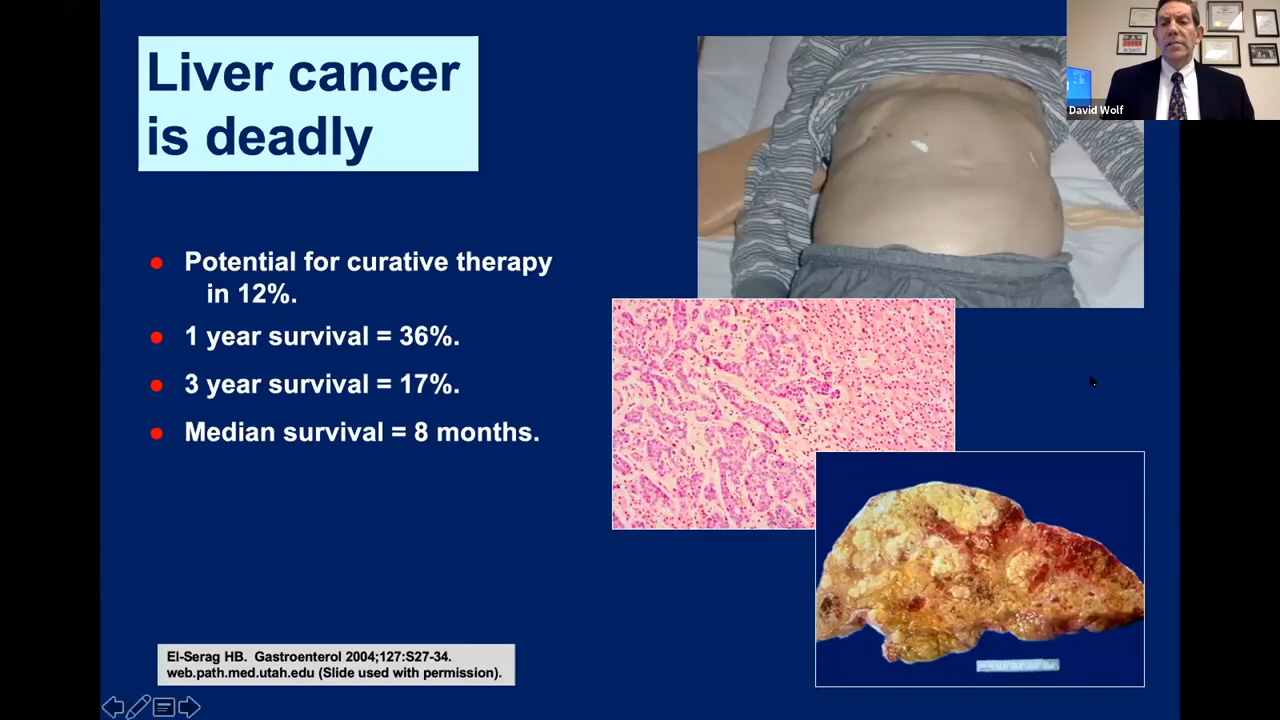 Liver cancer
is deadly
Potential for curative therapy
in 12%.
1 year survival = 36%.
3 year survival = 17%.
Median survival = 8 months.
El-Serag HB. Gastroenterol 2004;127:S27-34.
web.path.med.utah.edu (Slide used with permission).
David Wolf